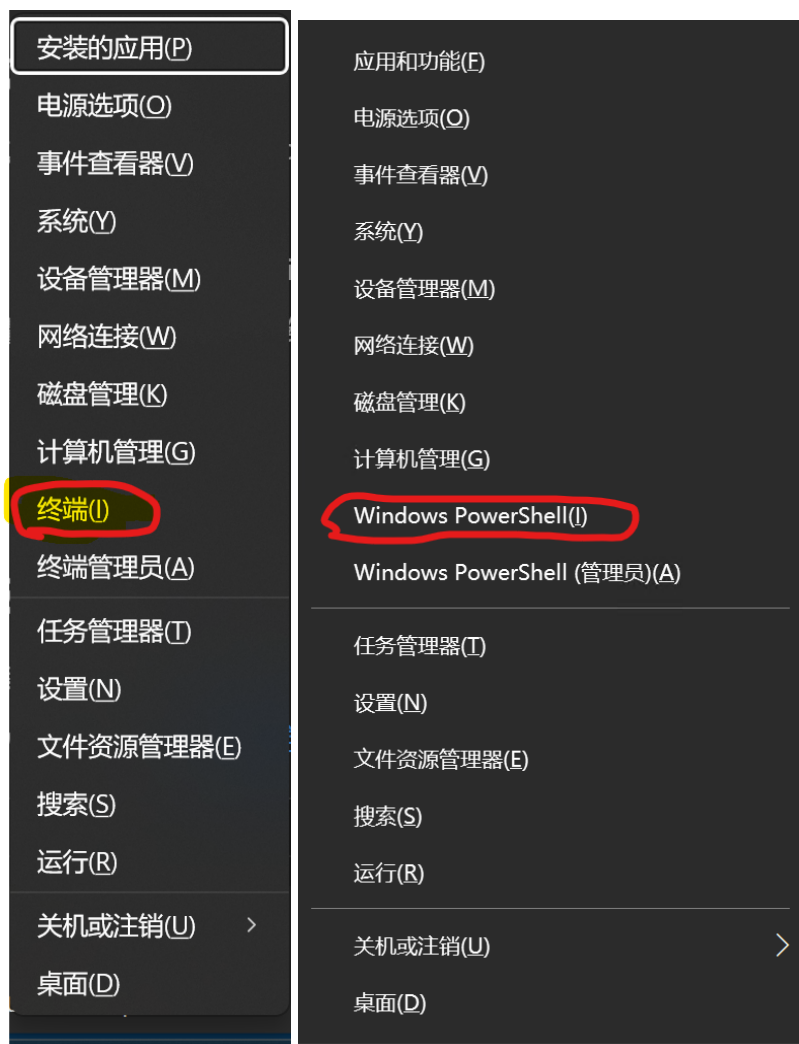 安装的应用(P)
电源选项(O)
事件查看器(V)
系统(Y)
设备管理器(M)
网络连接(W)
磁盘管理(K)
计算机管理(G)
终端(I)
终端管理员(A)
任务管理器(T)
设置(N)
文件资源管理器(E)
搜索(S)
运行(R)
关机或注销(U)
桌面(D)
应用和功能(F)
电源选项(O)
事件查看器(V)
系统(Y)
设备管理器(M)
网络连接(W)
磁盘管理(K)
计算机管理(G)
Windows PowerShell(I)
Windows PowerShell (管理员)(A)
任务管理器(T)
设置(N)
文件资源管理器(E)
搜索(S)
运行(R)
关机或注销(U)
桌面(D)